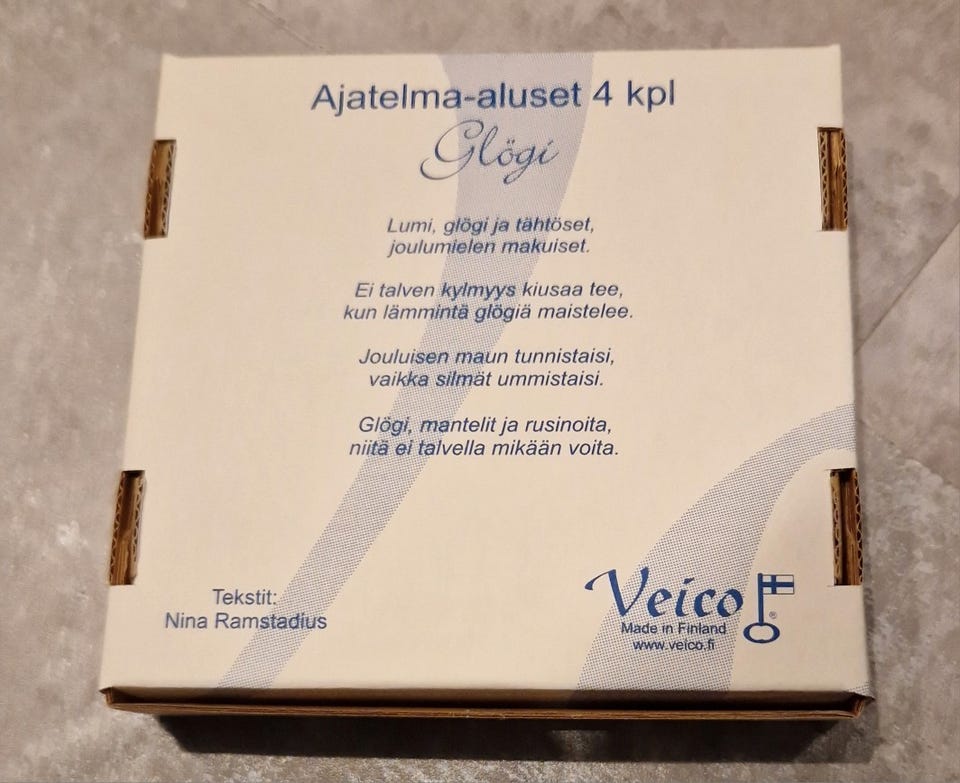 Ajatelma-aluset 4 kpl
Glögi
Lumi, glögi ja tähtöset,
joulumielen makuiset.
Ei talven kylmyys kiusaa tee,
kun lämmintä glögiä maistelee.
Jouluisen maun tunnistaisi,
vaikka silmät ummistaisi.
Glögi, mantelit ja rusinoita,
niitä ei talvella mikään voita.
Tekstit:
Nina Ramstadius
Veico ®
Made in Finland
www.veico.fi